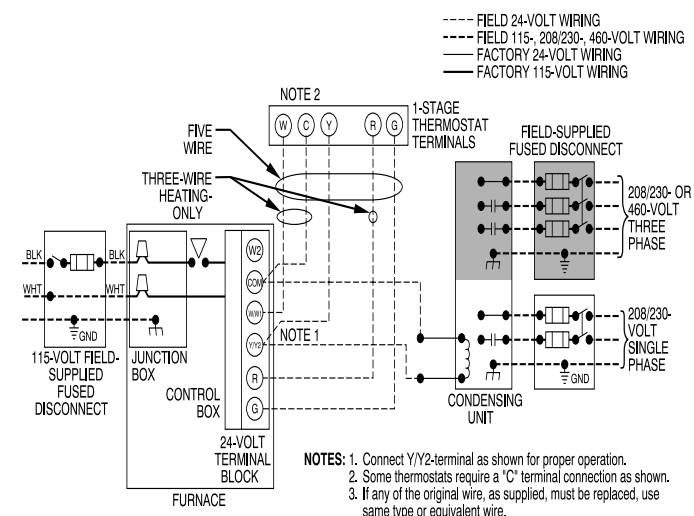 FIELD 24-VOLT WIRING
FIELD 115-, 208/230-, 460-VOLT WIRING
FACTORY 24-VOLT WIRING
FACTORY 115-VOLT WIRING
NOTE 2
W C Y R G
1-STAGE
THERMOSTAT
TERMINALS
FIVE
WIRE
THREE-WIRE
HEATING-
ONLY
FIELD-SUPPLIED
FUSED DISCONNECT
208/230- OR
460-VOLT
THREE
PHASE
BLK
BLK
WHT
WHT
GND
W2
COM
W/W1
Y/Y2
R
G
NOTE 1
115-VOLT FIELD-
SUPPLIED
FUSED
DISCONNECT
JUNCTION
BOX
CONTROL
BOX
24-VOLT
TERMINAL
BLOCK
FURNACE
208/230-
VOLT
SINGLE
PHASE
GND
CONDENSING
UNIT
NOTES: 1. Connect Y/Y2-terminal as shown for proper operation.
2. Some thermostats require a "C" terminal connection as shown.
3. If any of the original wire, as supplied, must be replaced, use
same type or equivalent wire.